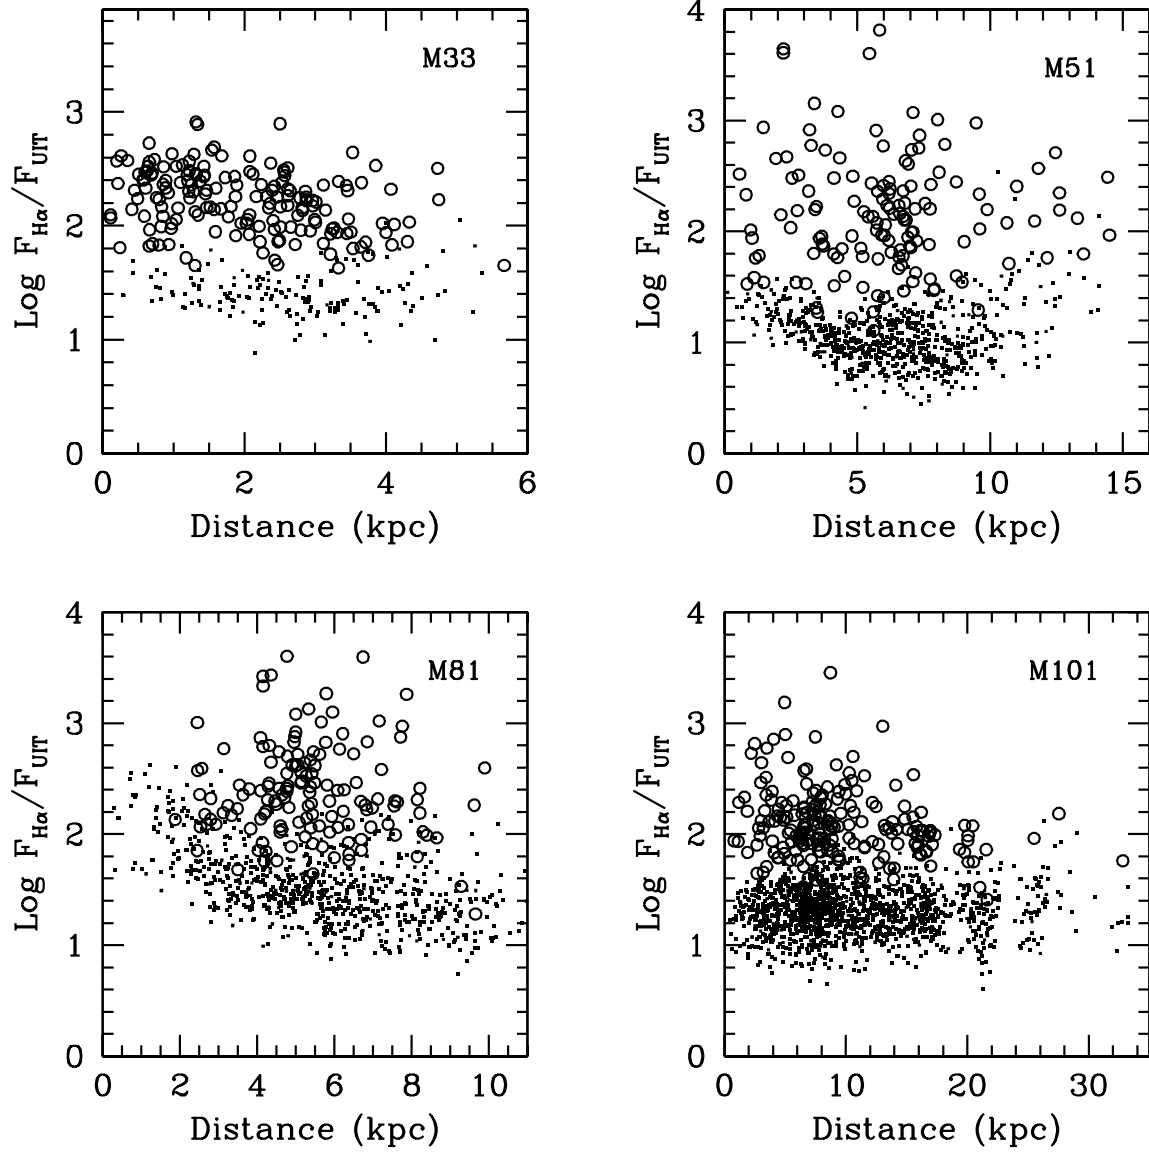 M33
3
2
1
0
Log F_Hα/F_UIT
0 2 4 6
Distance (kpc)
M51
4
3
2
1
0
Log F_Hα/F_UIT
0 5 10 15
Distance (kpc)
M81
4
3
2
1
0
Log F_Hα/F_UIT
0 2 4 6 8 10
Distance (kpc)
M101
4
3
2
1
0
Log F_Hα/F_UIT
0 10 20 30
Distance (kpc)